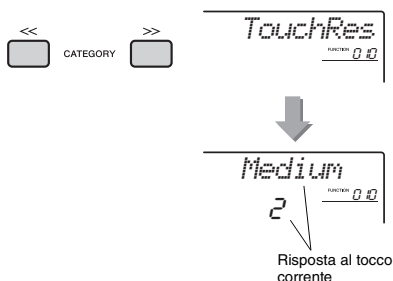 << >>
CATEGORY
TouchRes
FUNCTION 010
Medium
FUNCTION 010
2
Risposta al tocco
corrente